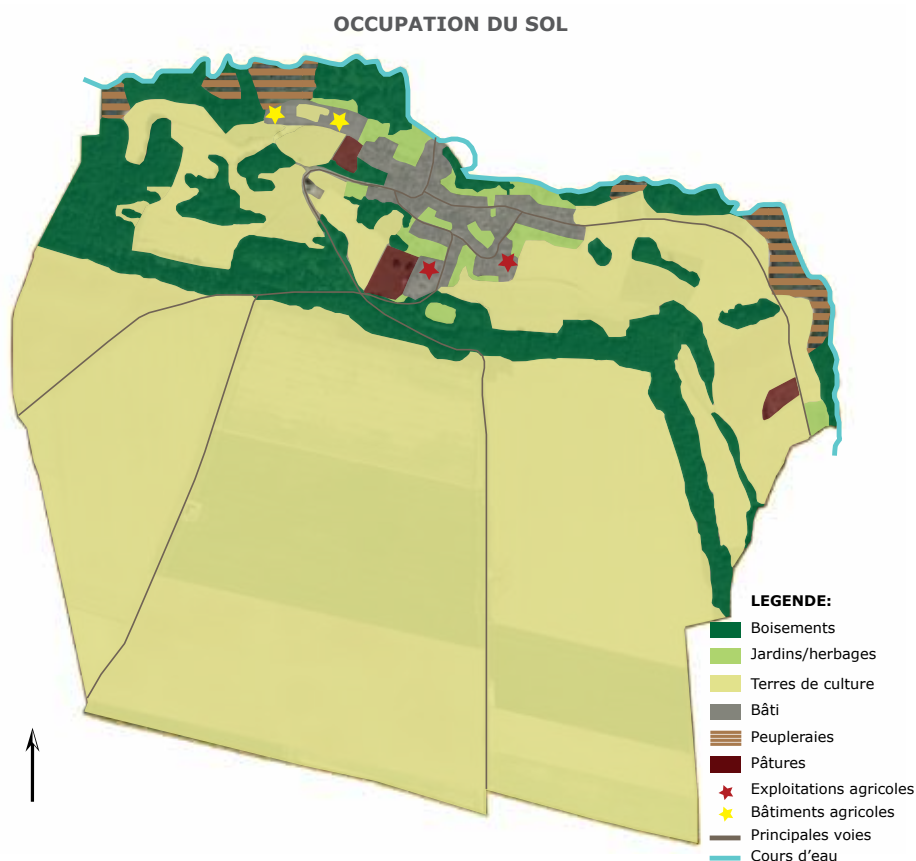 OCCUPATION DU SOL
LEGENDE:
Boisements
Jardins/herbages
Terres de culture
Bâti
Peupleraies
Pâtures
Exploitations agricoles
Bâtiments agricoles
Principales voies
Cours d'eau